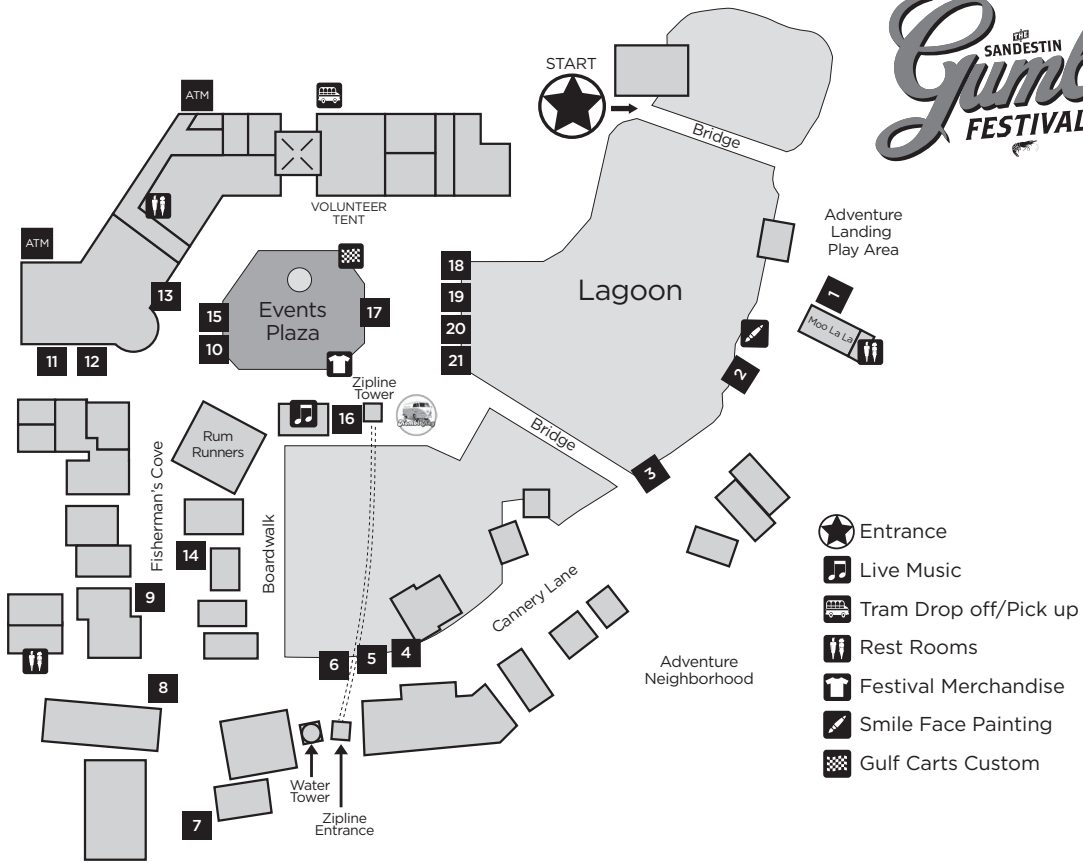 THE
SANDESTIN
FESTIVAL
START
ATM
Bridge
VOLUNTEER
TENT
Adventure
Landing
Play Area
ATM
18
Lagoon
1
13
19
15
Events
Plaza
17
20
Moo La La
10
21
11
12
2
Zipline
Tower
16
Bridge
Rum
Runners
3
Fisherman's Cove
14
Boardwalk
Entrance
Live Music
Cannery Lane
9
Tram Drop off/Pick up
6
5
4
Rest Rooms
Adventure
Neighborhood
8
Festival Merchandise
Smile Face Painting
Gulf Carts Custom
Water
Tower
7
Zipline
Entrance